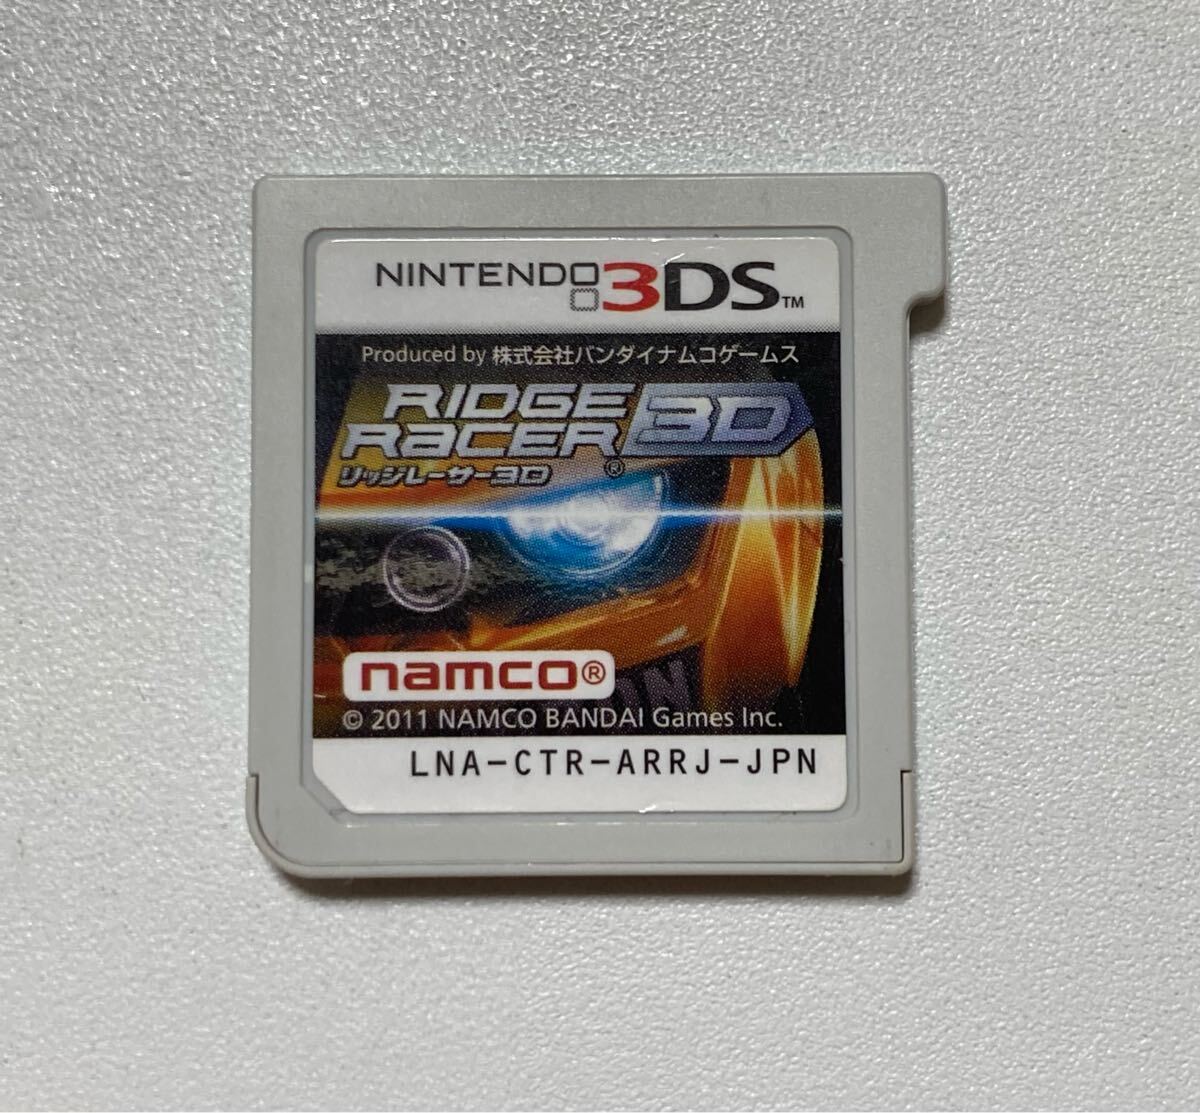 NINTENDO 3DS™
Produced by 株式会社バンダイナムコゲームス
RIDGE
RACER® 3D
リッジレーサー3D
namco®
© 2011 NAMCO BANDAI Games Inc.
LNA-CTR-ARRJ-JPN